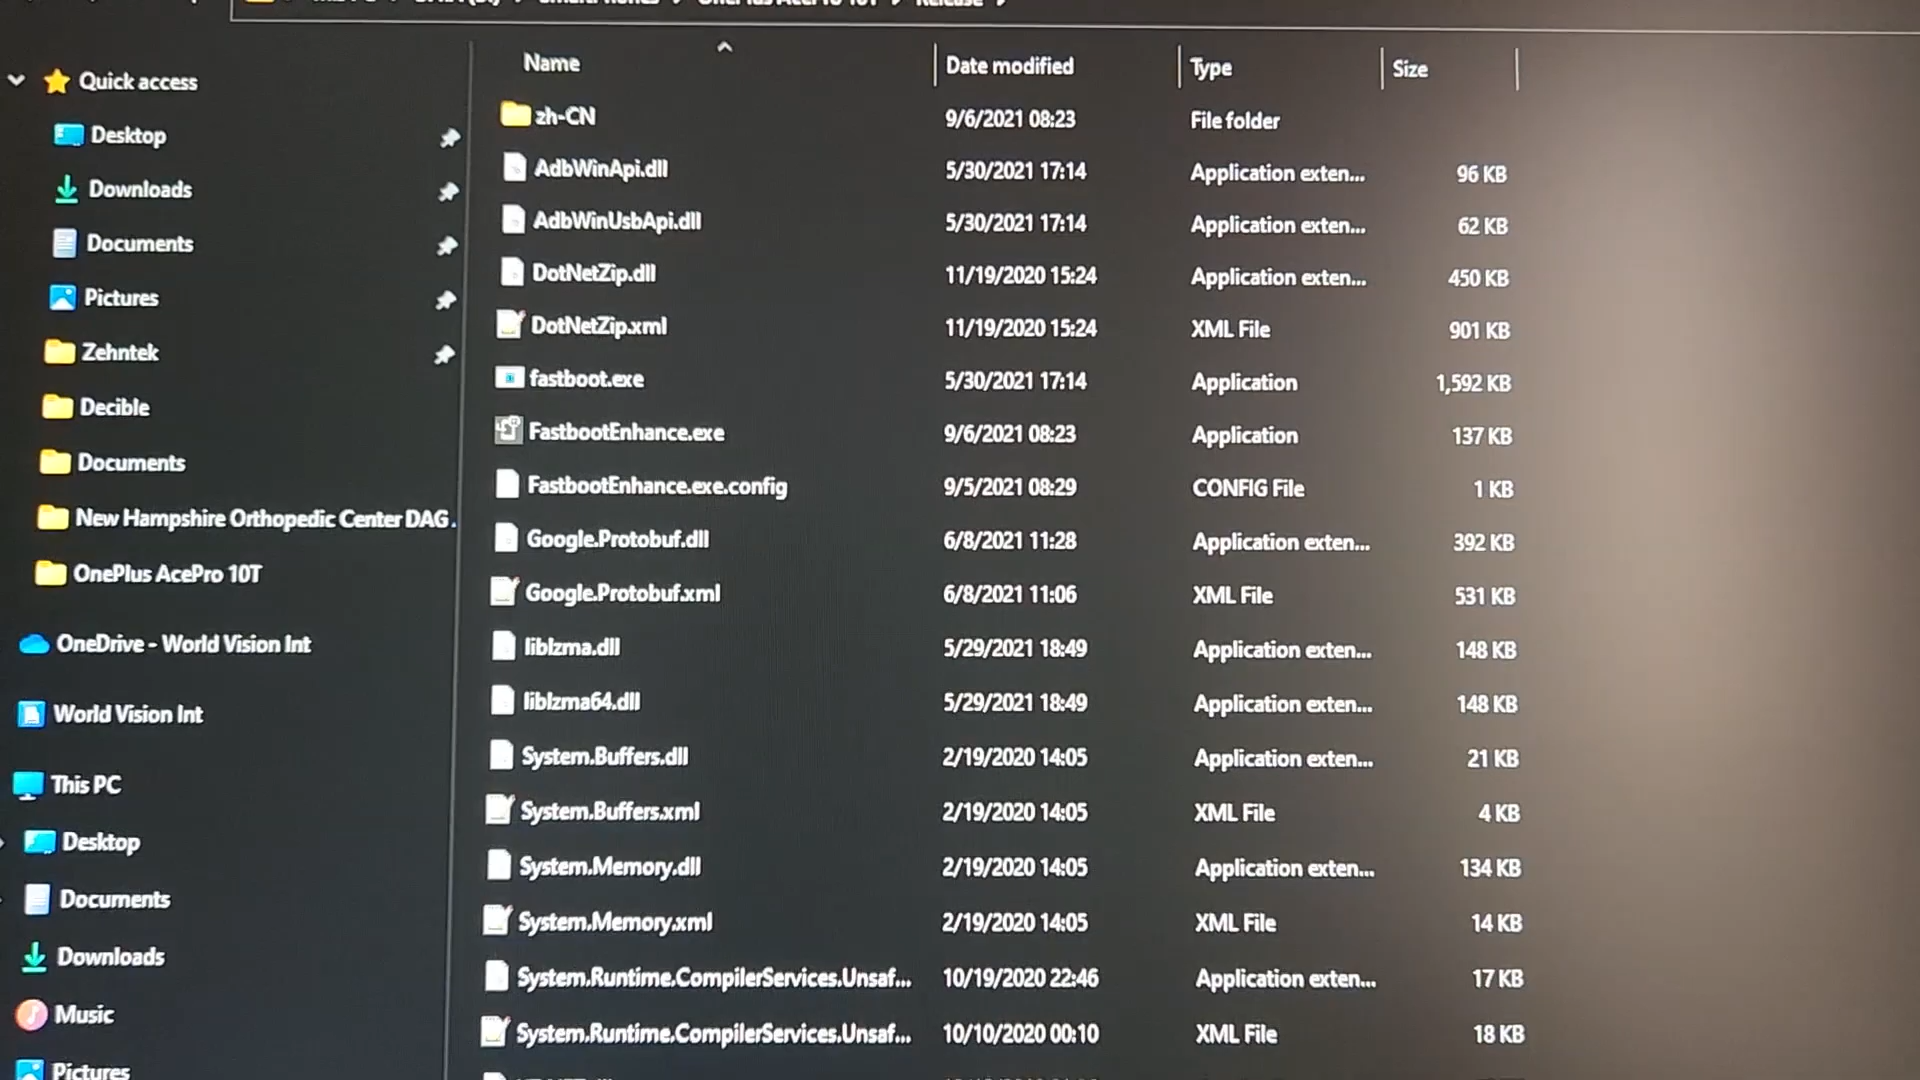 Quick access
Desktop
Downloads
Documents
Pictures
Zehntek
Decible
Documents
New Hampshire Orthopedic Center DAG.
OnePlus AcePro 10T
OneDrive - World Vision Int
World Vision Int
This PC
Desktop
Documents
Downloads
Music
Pictures
Name Date modified Type Size
zh-CN 9/6/2021 08:23 File folder
AdbWinApi.dll 5/30/2021 17:14 Application exten... 96 KB
AdbWinUsbApi.dll 5/30/2021 17:14 Application exten... 62 KB
DotNetZip.dll 11/19/2020 15:24 Application exten... 450 KB
DotNetZip.xml 11/19/2020 15:24 XML File 901 KB
fastboot.exe 5/30/2021 17:14 Application 1,592 KB
FastbootEnhance.exe 9/6/2021 08:23 Application 137 KB
FastbootEnhance.exe.config 9/5/2021 08:29 CONFIG File 1 KB
Google.Protobuf.dll 6/8/2021 11:28 Application exten... 392 KB
Google.Protobuf.xml 6/8/2021 11:06 XML File 531 KB
liblzma.dll 5/29/2021 18:49 Application exten... 148 KB
liblzma64.dll 5/29/2021 18:49 Application exten... 148 KB
System.Buffers.dll 2/19/2020 14:05 Application exten... 21 KB
System.Buffers.xml 2/19/2020 14:05 XML File 4 KB
System.Memory.dll 2/19/2020 14:05 Application exten... 134 KB
System.Memory.xml 2/19/2020 14:05 XML File 14 KB
System.Runtime.CompilerServices.Unsaf... 10/19/2020 22:46 Application exten... 17 KB
System.Runtime.CompilerServices.Unsaf... 10/10/2020 00:10 XML File 18 KB